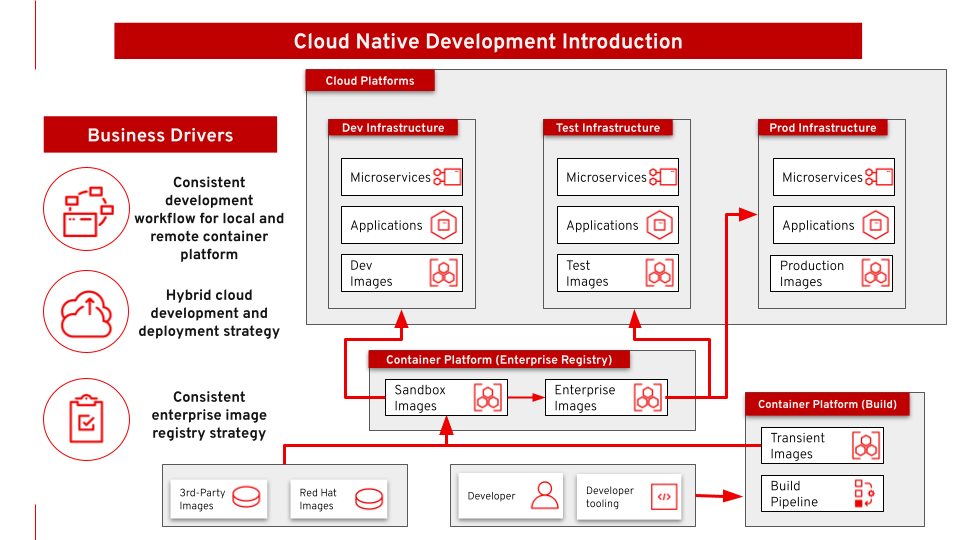 Cloud Native Development Introduction
Cloud Platforms
Business Drivers
Consistent
development
workflow for local and
remote container
platform
Hybrid cloud
development and
deployment strategy
Consistent
enterprise image
registry strategy
Dev Infrastructure
Microservices
Applications
Dev
Images
Test Infrastructure
Microservices
Applications
Test
Images
Prod Infrastructure
Microservices
Applications
Production
Images
Container Platform (Enterprise Registry)
Sandbox
Images
Enterprise
Images
Container Platform (Build)
Transient
Images
Build
Pipeline
3rd-Party
Images
Red Hat
Images
Developer
Developer
tooling